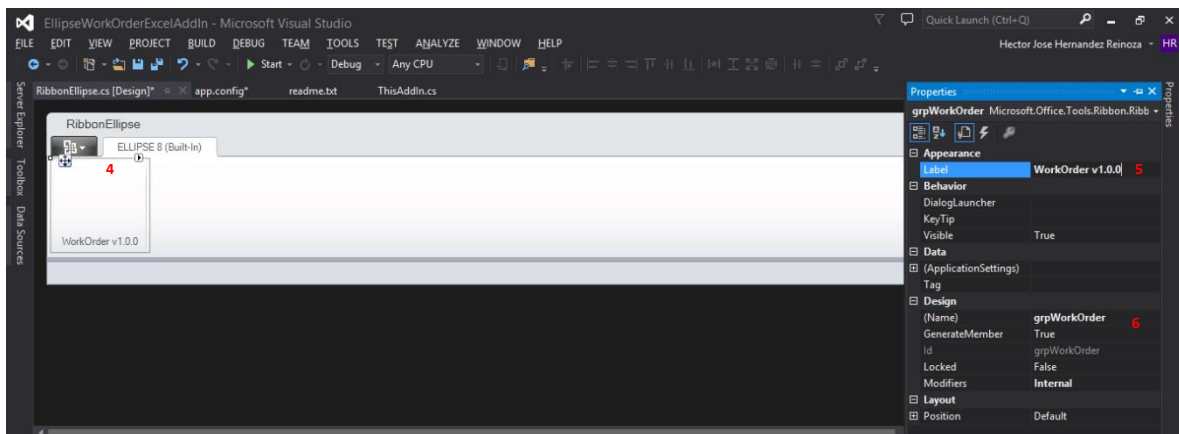 EllipseWorkOrderExcelAddIn - Microsoft Visual Studio
Quick Launch (Ctrl+Q)
FILE EDIT VIEW PROJECT BUILD DEBUG TEAM TOOLS TEST ANALYZE WINDOW HELP
Hector Jose Hernandez Reinoza HR
Start Debug Any CPU
Server Explorer
Toolbox
Data Sources
RibbonEllipse.cs [Design]* app.config* readme.txt ThisAddIn.cs
RibbonEllipse
ELLIPSE 8 (Built-In)
4
WorkOrder v1.0.0
Properties
Properties
grpWorkOrder Microsoft.Office.Tools.Ribbon.Ribb
Appearance
Label WorkOrder v1.0.0 5
Behavior
DialogLauncher
KeyTip
Visible True
Data
(ApplicationSettings)
Tag
Design
(Name) grpWorkOrder 6
GenerateMember True
Id grpWorkOrder
Locked False
Modifiers Internal
Layout
Position Default